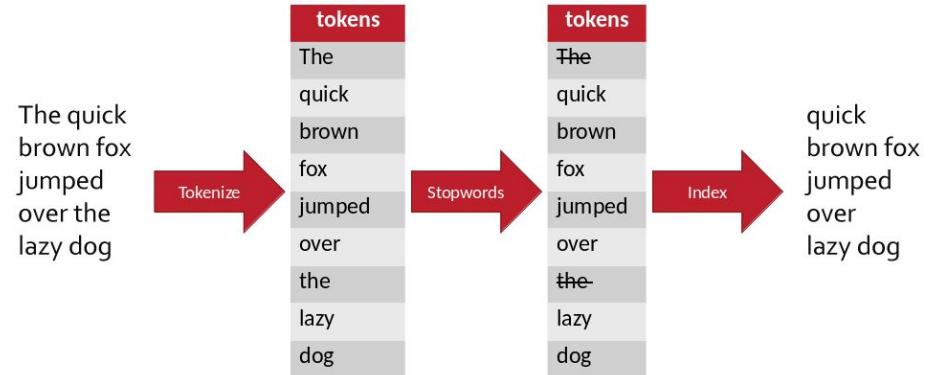 The quick
brown fox
jumped
over the
lazy dog
Tokenize
tokens
The
quick
brown
fox
jumped
over
the
lazy
dog
Stopwords
tokens
The
quick
brown
fox
jumped
over
the
lazy
dog
Index
quick
brown fox
jumped
over
lazy dog